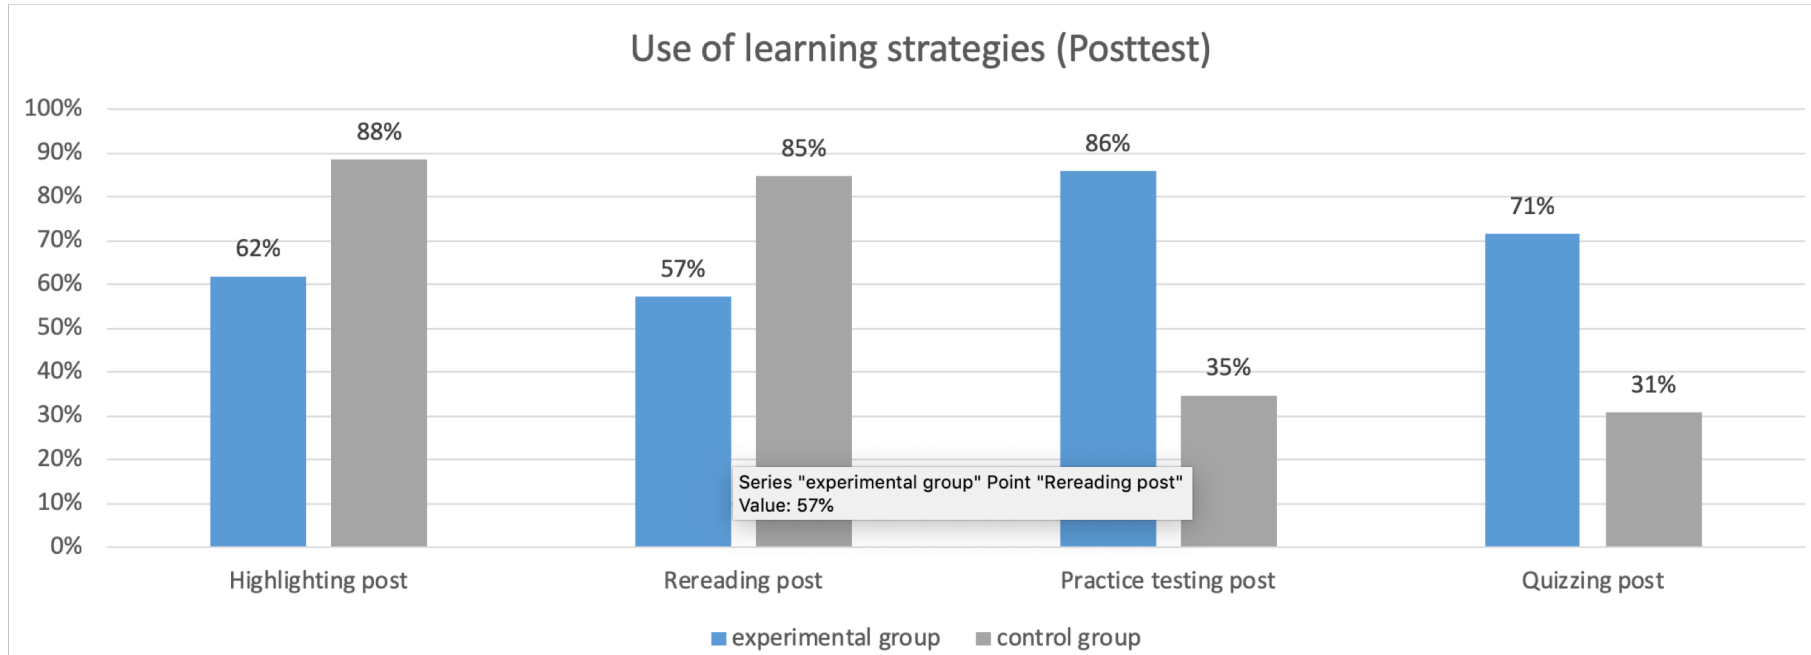 Use of learning strategies (Posttest)
100%
90%
80%
70%
60%
50%
40%
30%
20%
10%
0%
62%
88%
57%
85%
86%
35%
71%
31%
Series "experimental group" Point "Rereading post"
Value: 57%
Highlighting post
Rereading post
Practice testing post
Quizzing post
experimental group
control group